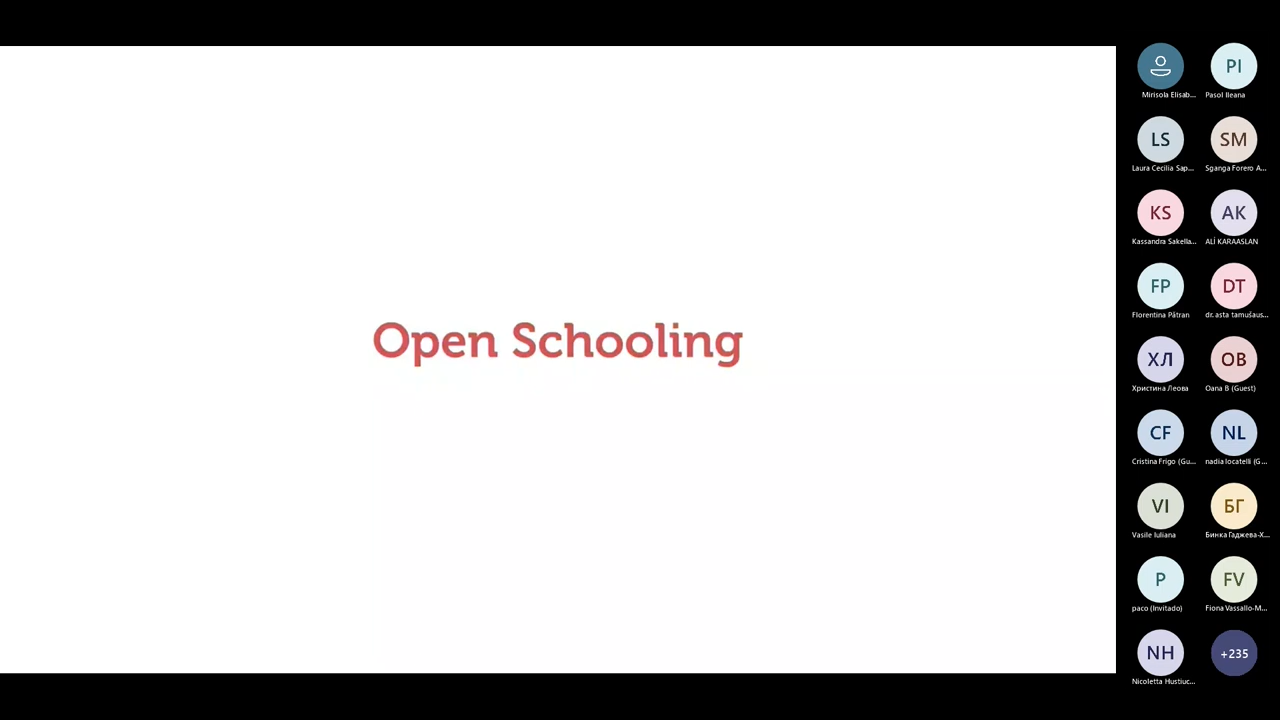 Open Schooling
PI
Mirisola Elisab...
Pasol Ileana
LS
SM
Laura Cecilia Sap...
Sganga Forero A...
KS
AK
Kassandra Sakella...
ALİ KARAASLAN
FP
DT
Florentina Pătran
dr. asta tamušaus...
ХЛ
OB
Христина Леова
Oana B (Guest)
CF
NL
Cristina Frigo (Gu...
nadia locatelli (G...
VI
БГ
Vasile Iuliana
Бинка Гаджева-Х...
P
FV
paco (Invitado)
Fiona Vassallo-M...
NH
+235
Nicoletta Hustiuc...